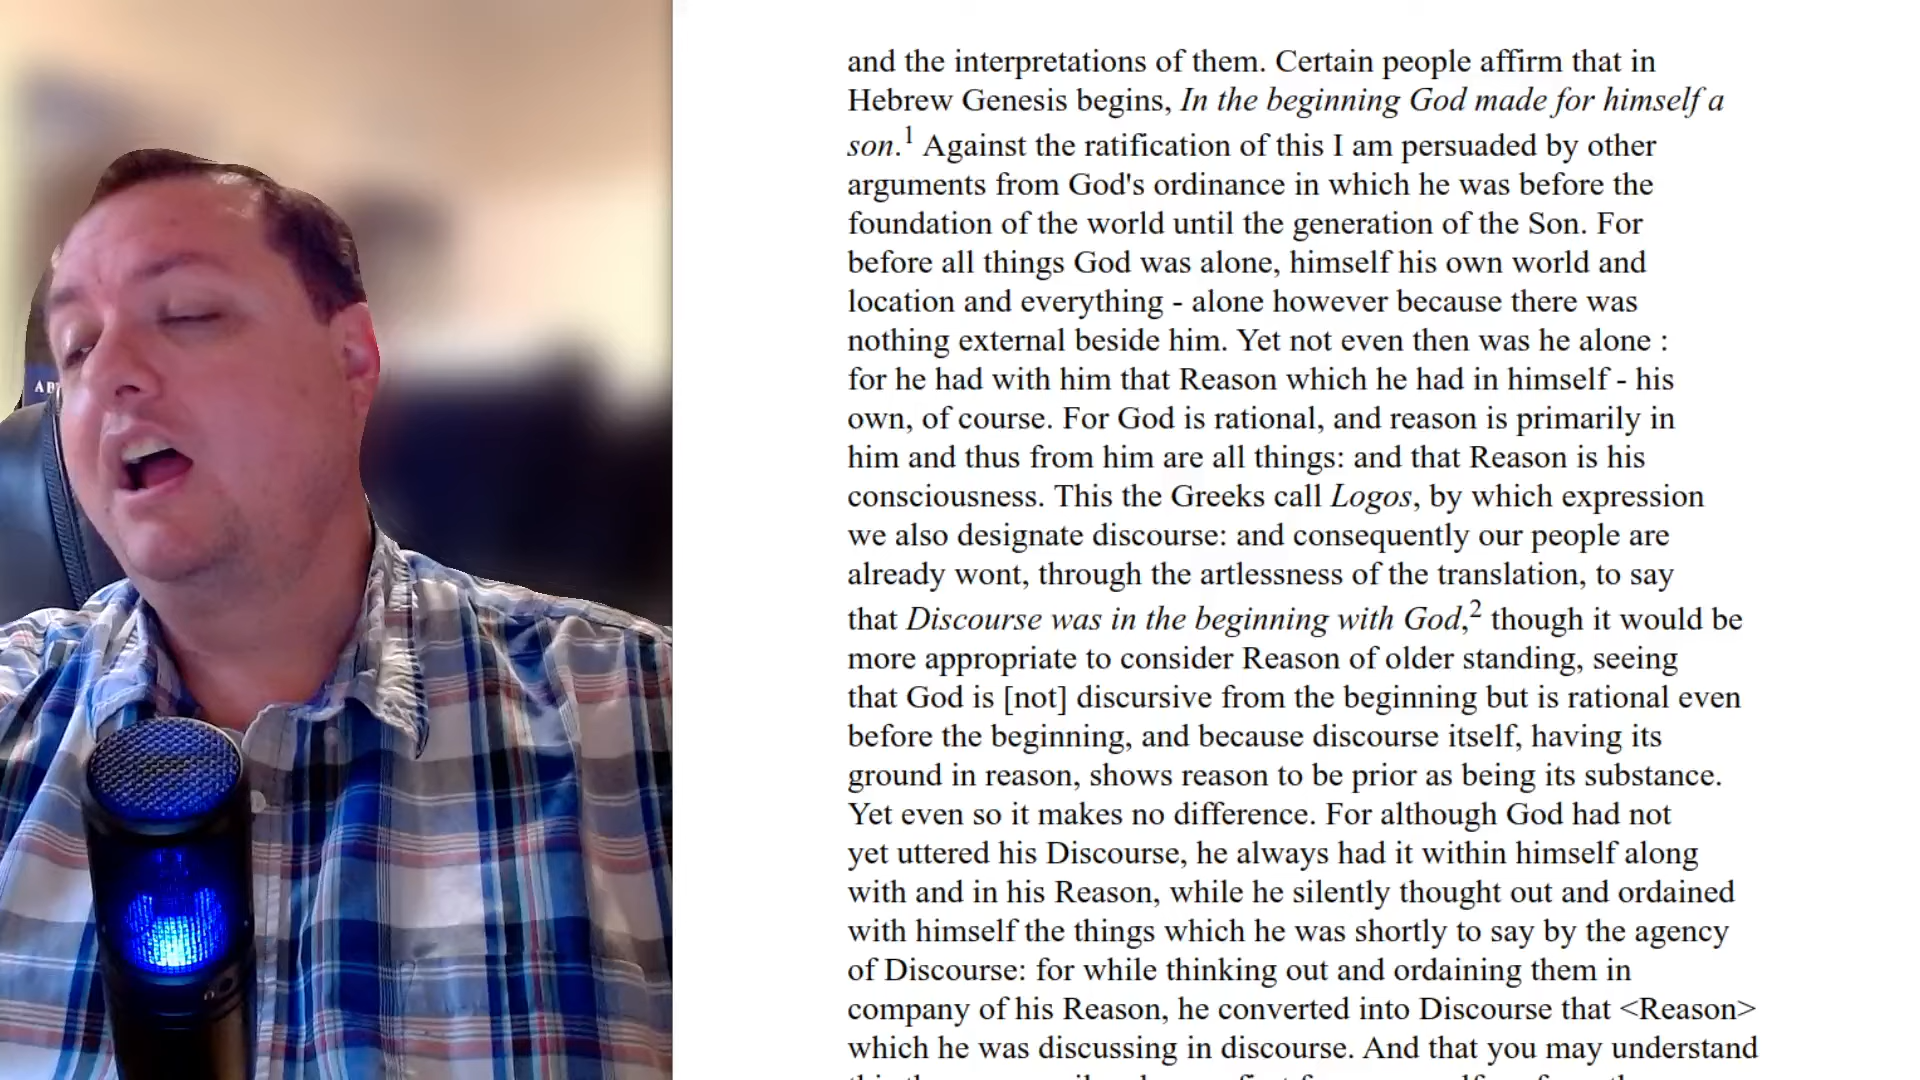 AB
and the interpretations of them. Certain people affirm that in
Hebrew Genesis begins, In the beginning God made for himself a
son.1 Against the ratification of this I am persuaded by other
arguments from God's ordinance in which he was before the
foundation of the world until the generation of the Son. For
before all things God was alone, himself his own world and
location and everything - alone however because there was
nothing external beside him. Yet not even then was he alone :
for he had with him that Reason which he had in himself - his
own, of course. For God is rational, and reason is primarily in
him and thus from him are all things: and that Reason is his
consciousness. This the Greeks call Logos, by which expression
we also designate discourse: and consequently our people are
already wont, through the artlessness of the translation, to say
that Discourse was in the beginning with God,2 though it would be
more appropriate to consider Reason of older standing, seeing
that God is [not] discursive from the beginning but is rational even
before the beginning, and because discourse itself, having its
ground in reason, shows reason to be prior as being its substance.
Yet even so it makes no difference. For although God had not
yet uttered his Discourse, he always had it within himself along
with and in his Reason, while he silently thought out and ordained
with himself the things which he was shortly to say by the agency
of Discourse: for while thinking out and ordaining them in
company of his Reason, he converted into Discourse that <Reason>
which he was discussing in discourse. And that you may understand